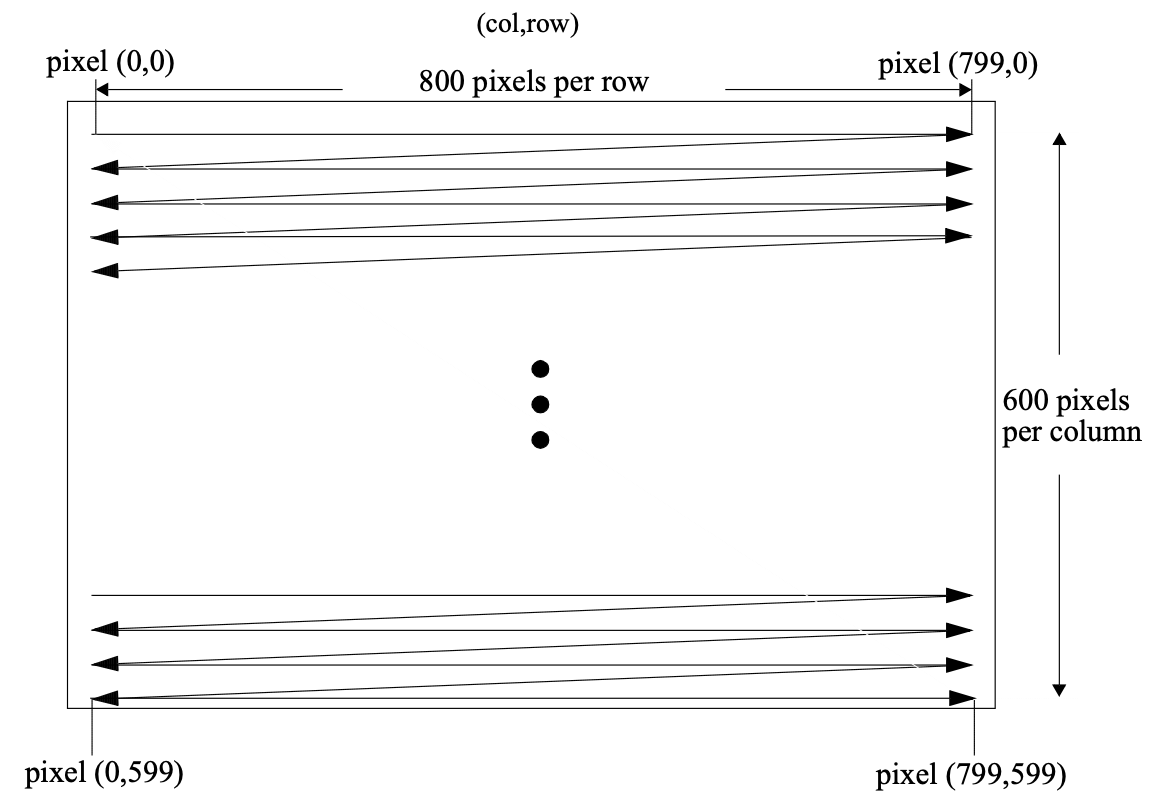 (col,row)
pixel (0,0)
pixel (799,0)
800 pixels per row
600 pixels
per column
pixel (0,599)
pixel (799,599)